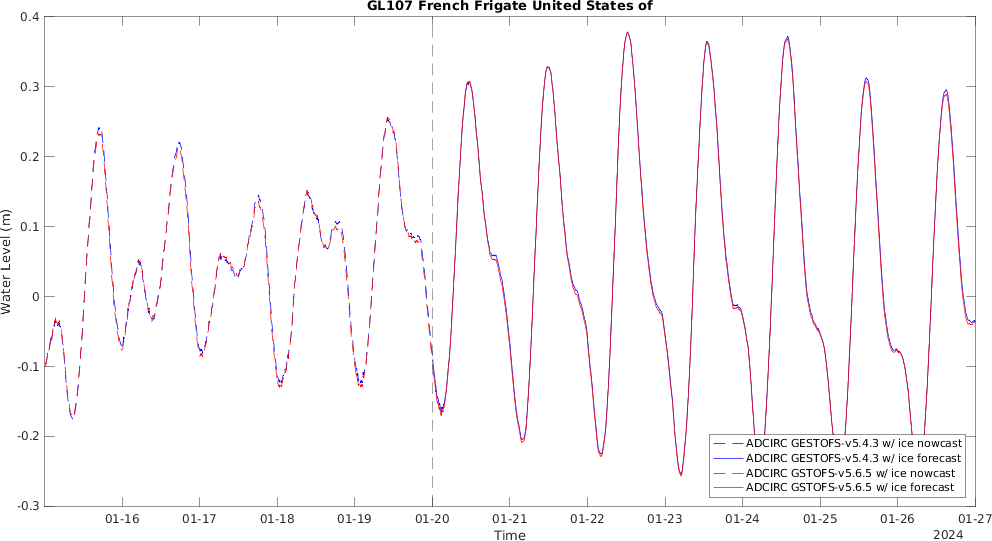 GL107 French Frigate United States of
0.4
0.3
0.2
0.1
0
-0.1
-0.2
-0.3
Water Level (m)
ADCIRC GESTOFS-v5.4.3 w/ ice nowcast
ADCIRC GESTOFS-v5.4.3 w/ ice forecast
ADCIRC GSTOFS-v5.6.5 w/ ice nowcast
ADCIRC GSTOFS-v5.6.5 w/ ice forecast
01-16 01-17 01-18 01-19 01-20 01-21 01-22 01-23 01-24 01-25 01-26 01-27
Time
2024